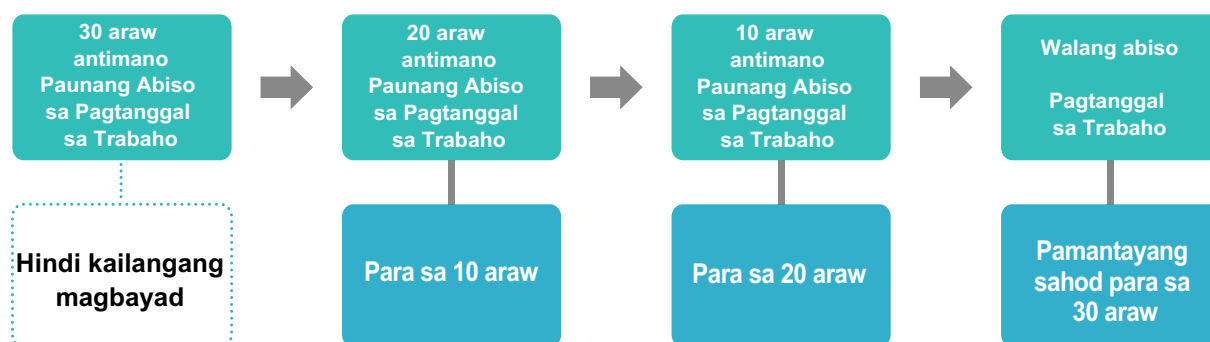 30 araw
antimano
Paunang Abiso
sa Pagtanggal
sa Trabaho
20 araw
antimano
Paunang Abiso
sa Pagtanggal
sa Trabaho
10 araw
antimano
Paunang Abiso
sa Pagtanggal
sa Trabaho
Walang abiso
Pagtanggal
sa Trabaho
Hindi kailangang
magbayad
Para sa 10 araw
Para sa 20 araw
Pamantayang
sahod para sa
30 araw